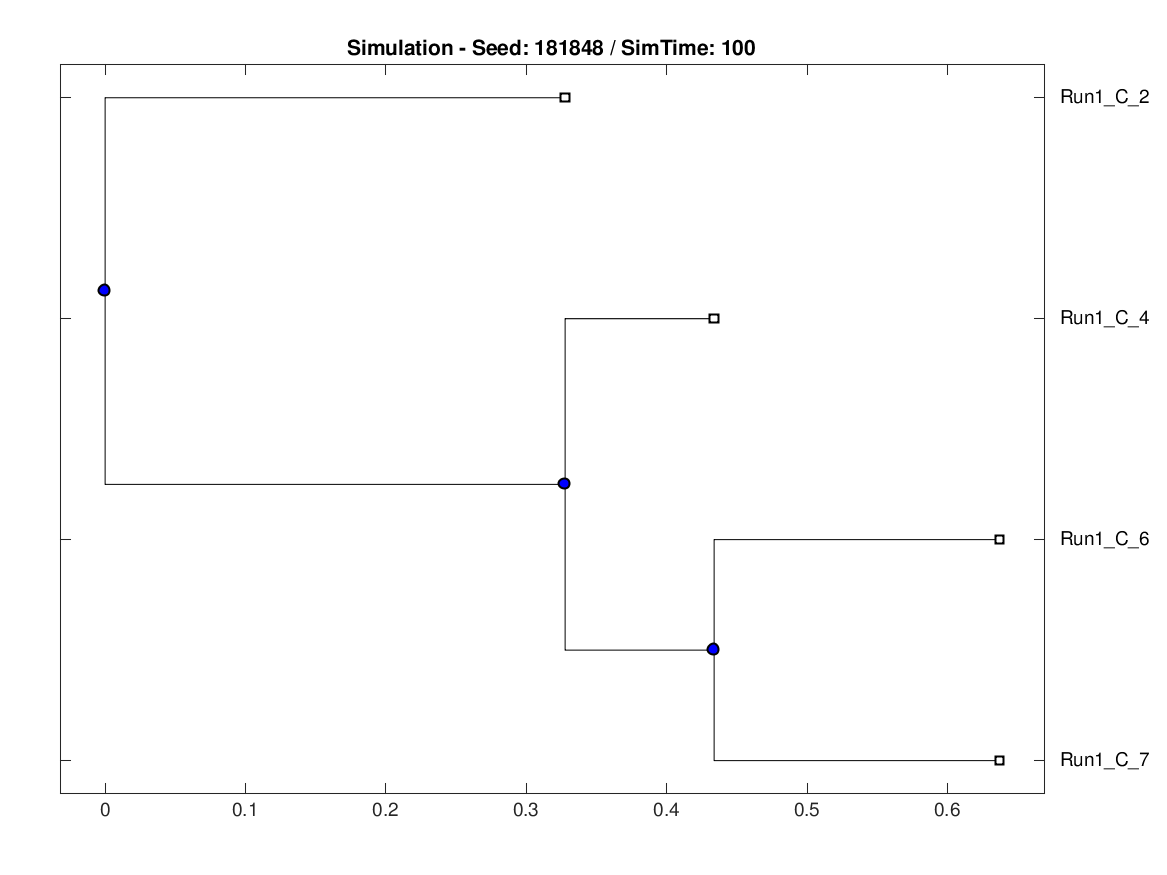 Simulation - Seed: 181848 / SimTime: 100
Run1_C_2
Run1_C_4
Run1_C_6
Run1_C_7
0 0.1 0.2 0.3 0.4 0.5 0.6